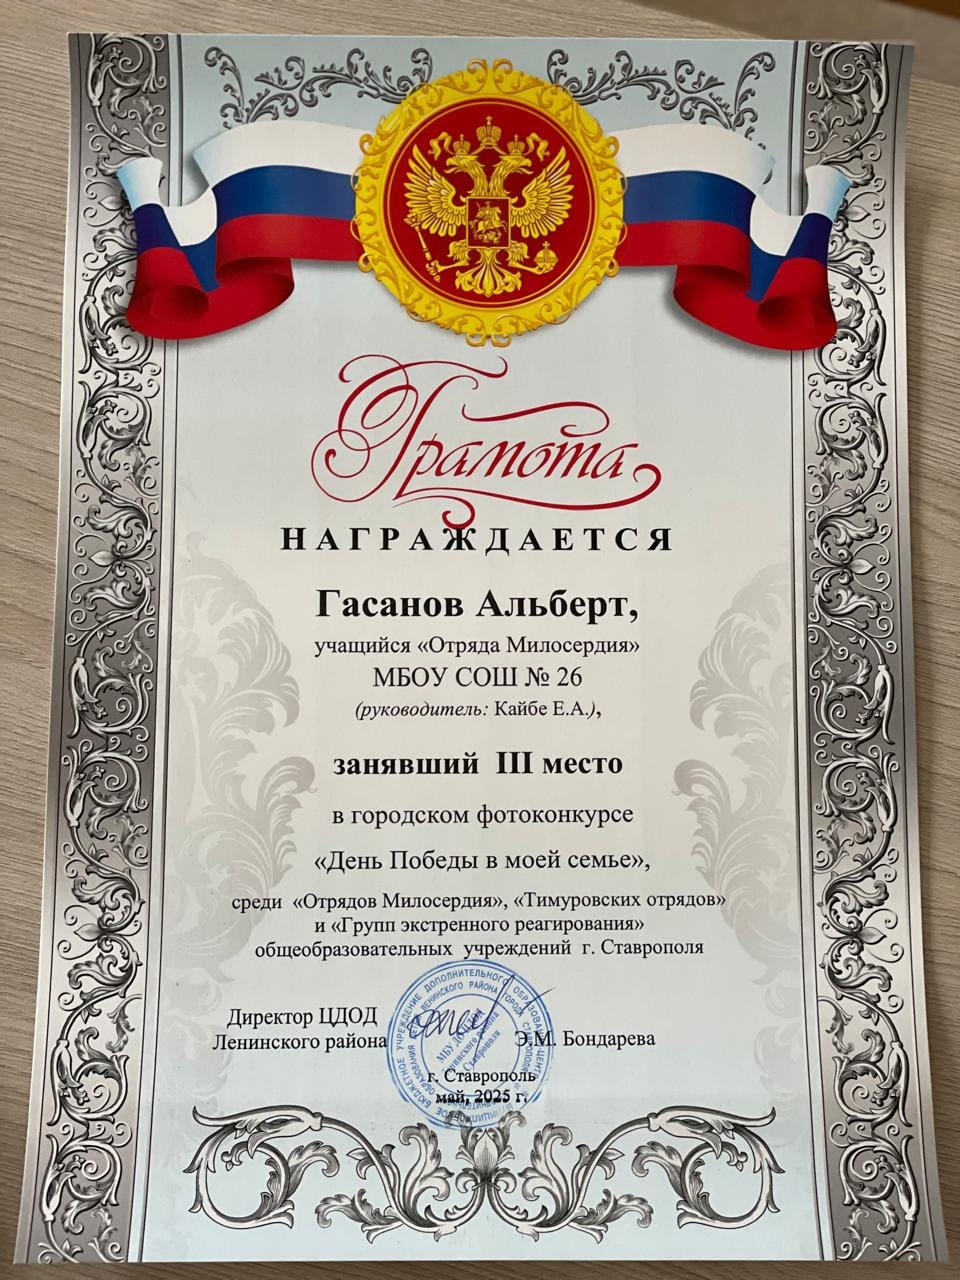 Грамота
НАГРАЖДАЕТСЯ
Гасанов Альберт,
учащийся «Отряда Милосердия»
МБОУ СОШ № 26
(руководитель: Кайбе Е.А.),
занявший III место
в городском фотоконкурсе
«День Победы в моей семье»,
среди «Отрядов Милосердия», «Тимуровских отрядов»
и «Групп экстренного реагирования»
общеобразовательных учреждений г. Ставрополя
Директор ЦДОД
Ленинского района
Э.М. Бондарева
г. Ставрополь
май, 2025 г.